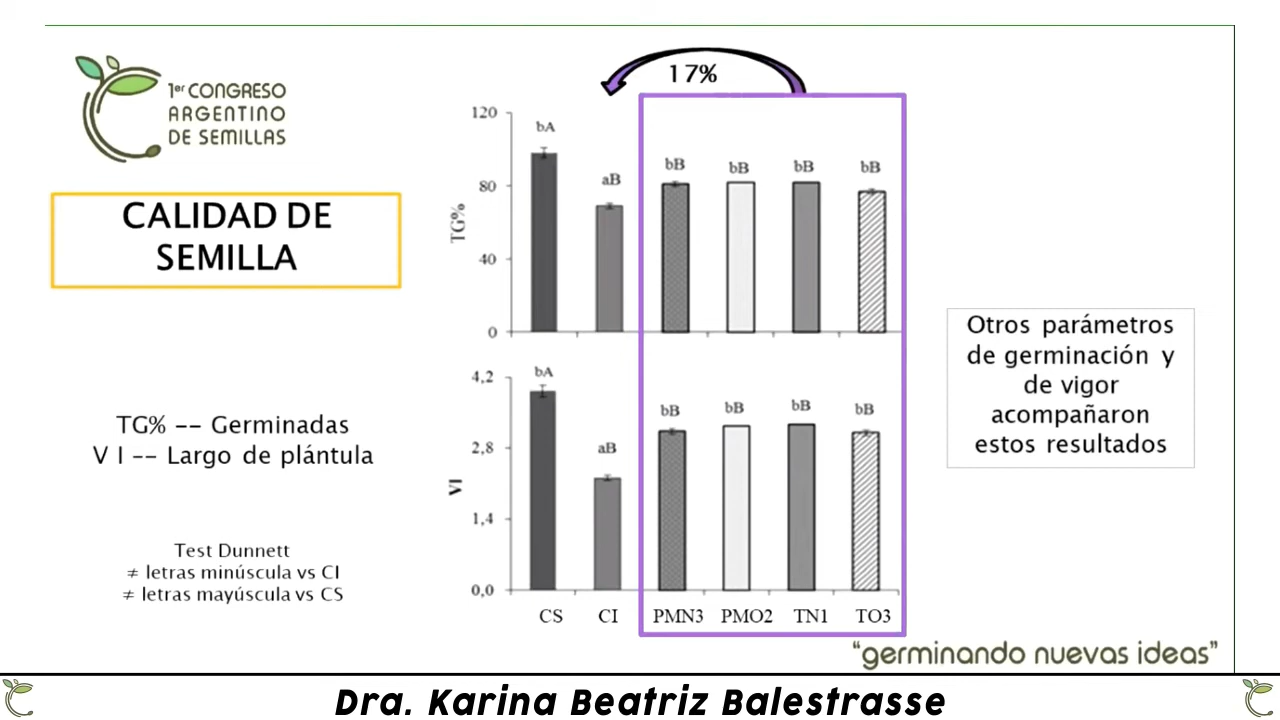 1er CONGRESO
ARGENTINO
DE SEMILLAS
CALIDAD DE
SEMILLA
TG% -- Germinadas
V I -- Largo de plántula
Test Dunnett
≠ letras minúscula vs CI
≠ letras mayúscula vs CS
17%
120
80
40
0
TG%
bA
aB
bB
bB
bB
bB
4,2
2,8
1,4
0,0
VI
bA
aB
bB
bB
bB
bB
CS
CI
PMN3
PMO2
TN1
TO3
Otros parámetros
de germinación y
de vigor
acompañaron
estos resultados
“germinando nuevas ideas”
Dra. Karina Beatriz Balestrasse